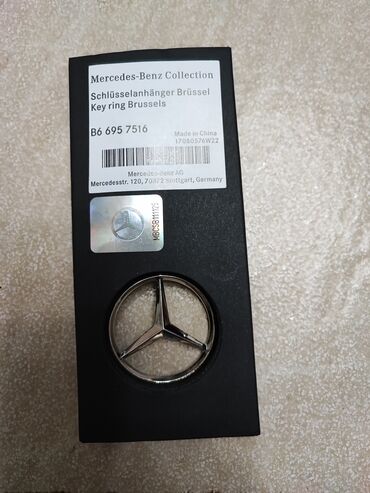 Mercedes-Benz Collection
Schlüsselanhänger Brüssel
Key ring Brussels
B6 695 7516
Made in China
17080576W22
Mercedes-Benz AG
Mercedesstr. 120, 70372 Stuttgart, Germany